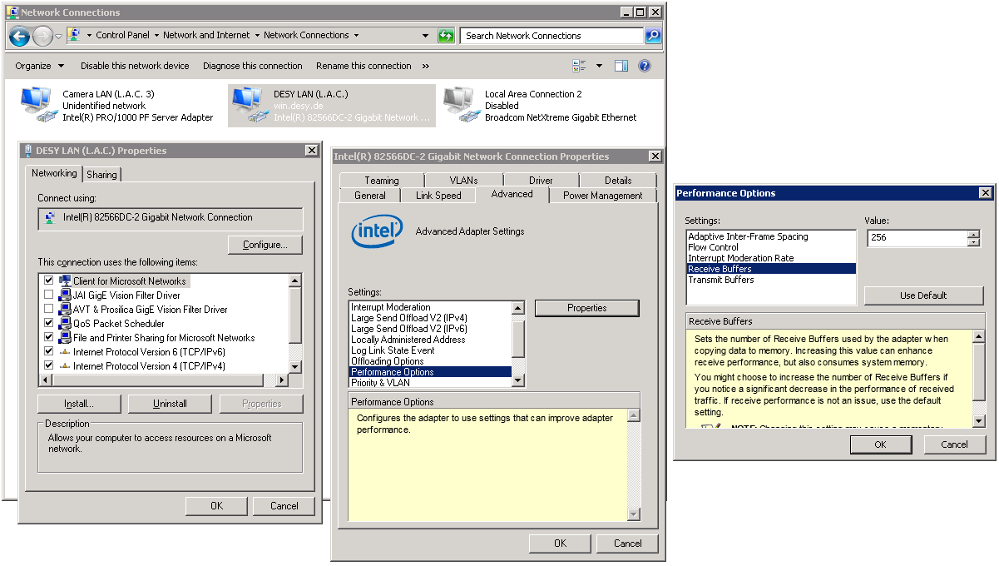 Network Connections
Control Panel Network and Internet Network Connections
Search Network Connections
Organize Disable this network device Diagnose this connection Rename this connection »
Camera LAN (L.A.C. 3)
Unidentified network
Intel(R) PRO/1000 PF Server Adapter
DESY LAN (L.A.C.)
win.desy.de
Intel(R) 82566DC-2 Gigabit Network ...
Local Area Connection 2
Disabled
Broadcom NetXtreme Gigabit Ethernet
DESY LAN (L.A.C.) Properties
Networking Sharing
Connect using:
Intel(R) 82566DC-2 Gigabit Network Connection
Configure...
This connection uses the following items:
Client for Microsoft Networks
JAI GigE Vision Filter Driver
AVT & Prosilica GigE Vision Filter Driver
QoS Packet Scheduler
File and Printer Sharing for Microsoft Networks
Internet Protocol Version 6 (TCP/IPv6)
Internet Protocol Version 4 (TCP/IPv4)
Install... Uninstall Properties
Description
Allows your computer to access resources on a Microsoft
network.
OK Cancel
Intel(R) 82566DC-2 Gigabit Network Connection Properties
Teaming VLANs Driver Details
General Link Speed Advanced Power Management
intel
Advanced Adapter Settings
Settings:
Interrupt Moderation
Large Send Offload V2 (IPv4)
Large Send Offload V2 (IPv6)
Locally Administered Address
Log Link State Event
Offloading Options
Performance Options
Priority & VLAN
Properties
Performance Options
Configures the adapter to use settings that can improve adapter
performance.
OK Cancel
Performance Options
Settings:
Adaptive Inter-Frame Spacing
Flow Control
Interrupt Moderation Rate
Receive Buffers
Transmit Buffers
Value:
256
Use Default
Receive Buffers
Sets the number of Receive Buffers used by the adapter when
copying data to memory. Increasing this value can enhance
receive performance, but also consumes system memory.
You might choose to increase the number of Receive Buffers if
you notice a significant decrease in the performance of received
traffic. If receive performance is not an issue, use the default
setting.
NOTE: Changing this setting may cause a momentary
OK Cancel